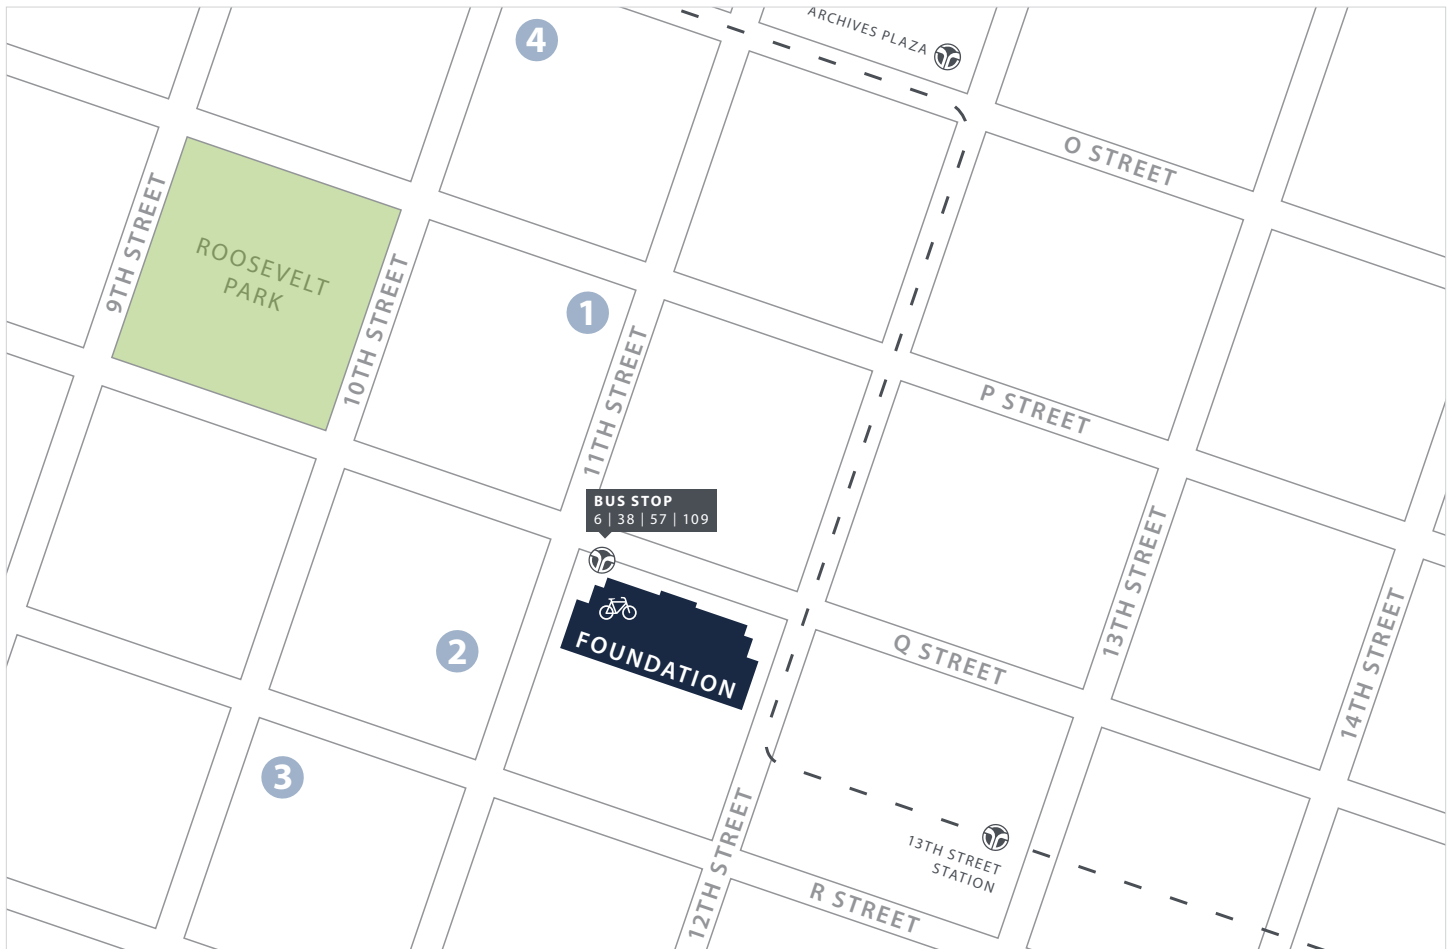 ARCHIVES PLAZA
4
O STREET
9TH STREET
ROOSEVELT
PARK
10TH STREET
1
11TH STREET
P STREET
BUS STOP
6 | 38 | 57 | 109
FOUNDATION
2
Q STREET
13TH STREET
14TH STREET
3
12TH STREET
13TH STREET
STATION
R STREET